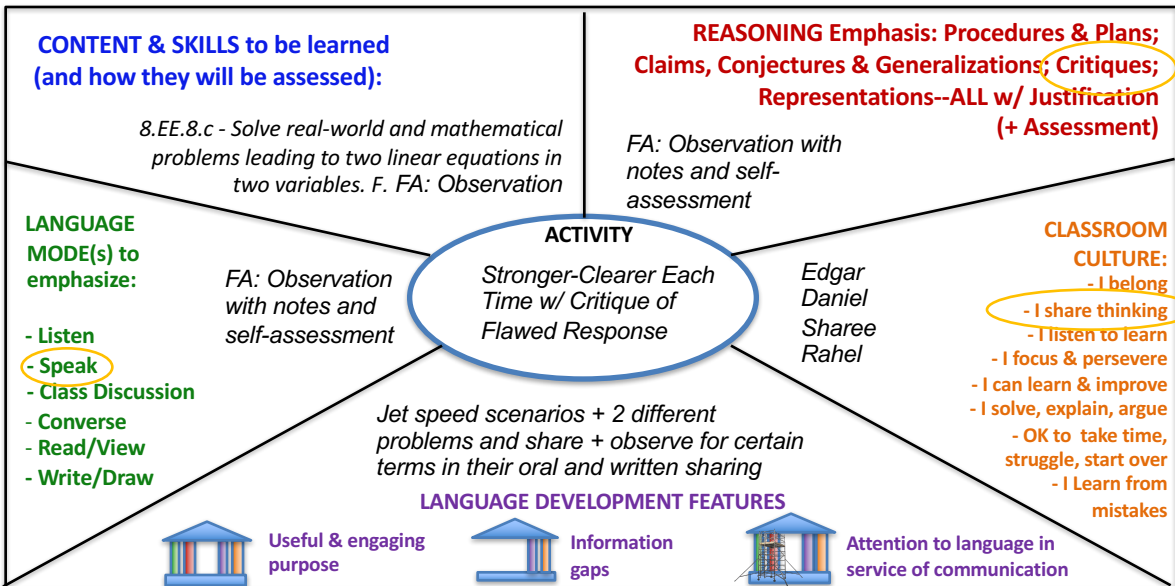 CONTENT & SKILLS to be learned
(and how they will be assessed):
8.EE.8.c - Solve real-world and mathematical
problems leading to two linear equations in
two variables. F. FA: Observation
REASONING Emphasis: Procedures & Plans;
Claims, Conjectures & Generalizations; Critiques;
Representations--ALL w/ Justification
(+ Assessment)
FA: Observation with
notes and self-
assessment
LANGUAGE
MODE(s) to
emphasize:
- Listen
- Speak
- Class Discussion
- Converse
- Read/View
- Write/Draw
FA: Observation
with notes and
self-assessment
ACTIVITY
Stronger-Clearer Each
Time w/ Critique of
Flawed Response
Edgar
Daniel
Sharee
Rahel
CLASSROOM
CULTURE:
- I belong
- I share thinking
- I listen to learn
- I focus & persevere
- I can learn & improve
- I solve, explain, argue
- OK to take time,
struggle, start over
- I Learn from
mistakes
Jet speed scenarios + 2 different
problems and share + observe for certain
terms in their oral and written sharing
LANGUAGE DEVELOPMENT FEATURES
Useful & engaging
purpose
Information
gaps
Attention to language in
service of communication